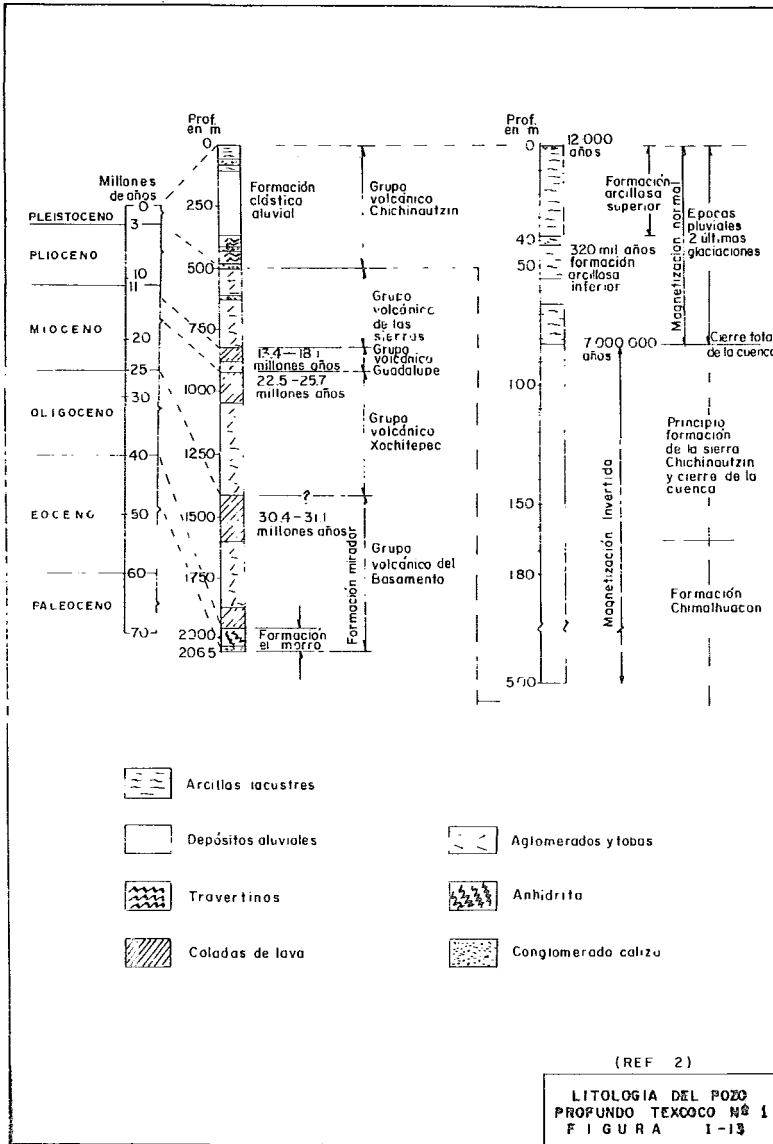 Prof.
en m
0
250
500
750
1000
1250
1500
1750
2000
2065
Millones
de años
0
3
10
11
20
25
30
40
50
60
70
PLEISTOCENO
PLIOCENO
MIOCENO
OLIGOCENO
EOCENO
PALEOCENO
Formación
clástica
aluvial
Grupo
volcánico
Chichinautzin
Grupo
volcánico
de las
sierras
13.4-18.1
millones años
Grupo
volcánico
Guadalupe
22.5-25.7
millones años
Grupo
volcánico
Xochitepec
?
30.4-31.1
millones años
Grupo
volcánico del
Basamento
Formación mirador
Formación
el morro
Prof.
en m
0
40
50
80
100
150
180
500
12 000
años
Formación
arcillosa
superior
320 mil años
formación
arcillosa
inferior
Magnetización normal
Epocas
pluviales
2 últimas
glaciaciones
7 000 000
años
Cierre total
de la cuenca
Magnetización Invertida
Principio
formación
de la sierra
Chichinautzin
y cierre de la
cuenca
Formación
Chimalhuacon
Arcillas lacustres
Depósitos aluviales
Travertinos
Coladas de lava
Aglomerados y tobas
Anhidrita
Conglomerado calizo
(REF 2)
LITOLOGIA DEL POZO
PROFUNDO TEXCOCO Nº 1
FIGURA I-13